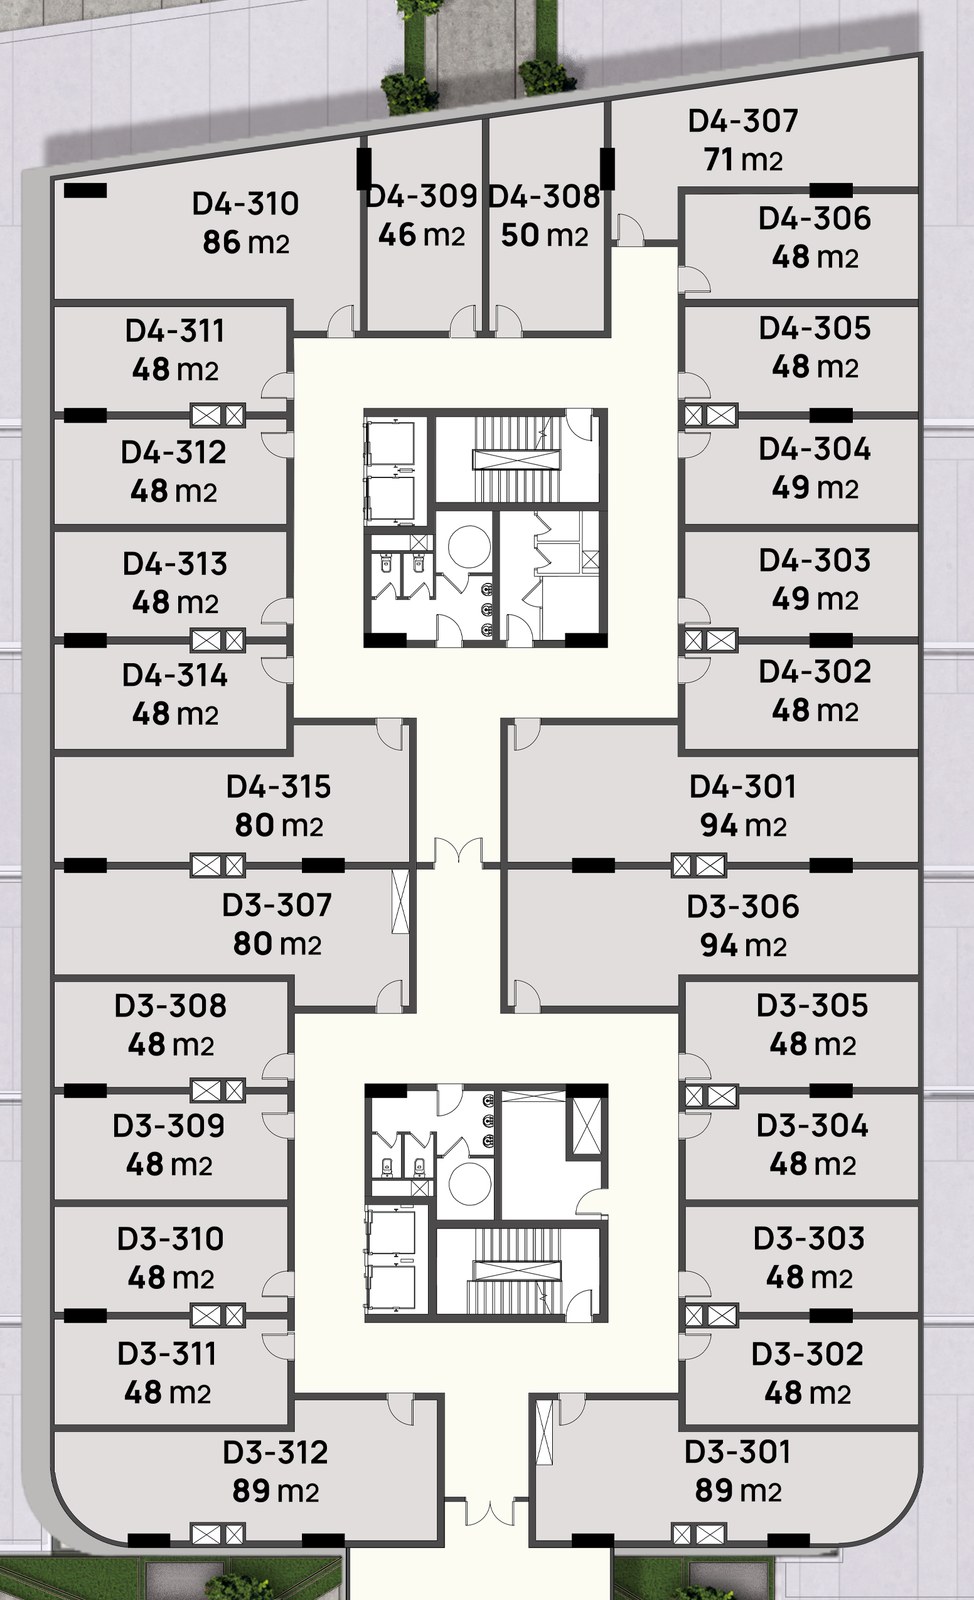 D4-307
71 m2
D4-310
86 m2
D4-309
46 m2
D4-308
50 m2
D4-306
48 m2
D4-311
48 m2
D4-305
48 m2
D4-312
48 m2
D4-304
49 m2
D4-313
48 m2
D4-303
49 m2
D4-314
48 m2
D4-302
48 m2
D4-315
80 m2
D4-301
94 m2
D3-307
80 m2
D3-306
94 m2
D3-308
48 m2
D3-305
48 m2
D3-309
48 m2
D3-304
48 m2
D3-310
48 m2
D3-303
48 m2
D3-311
48 m2
D3-302
48 m2
D3-312
89 m2
D3-301
89 m2